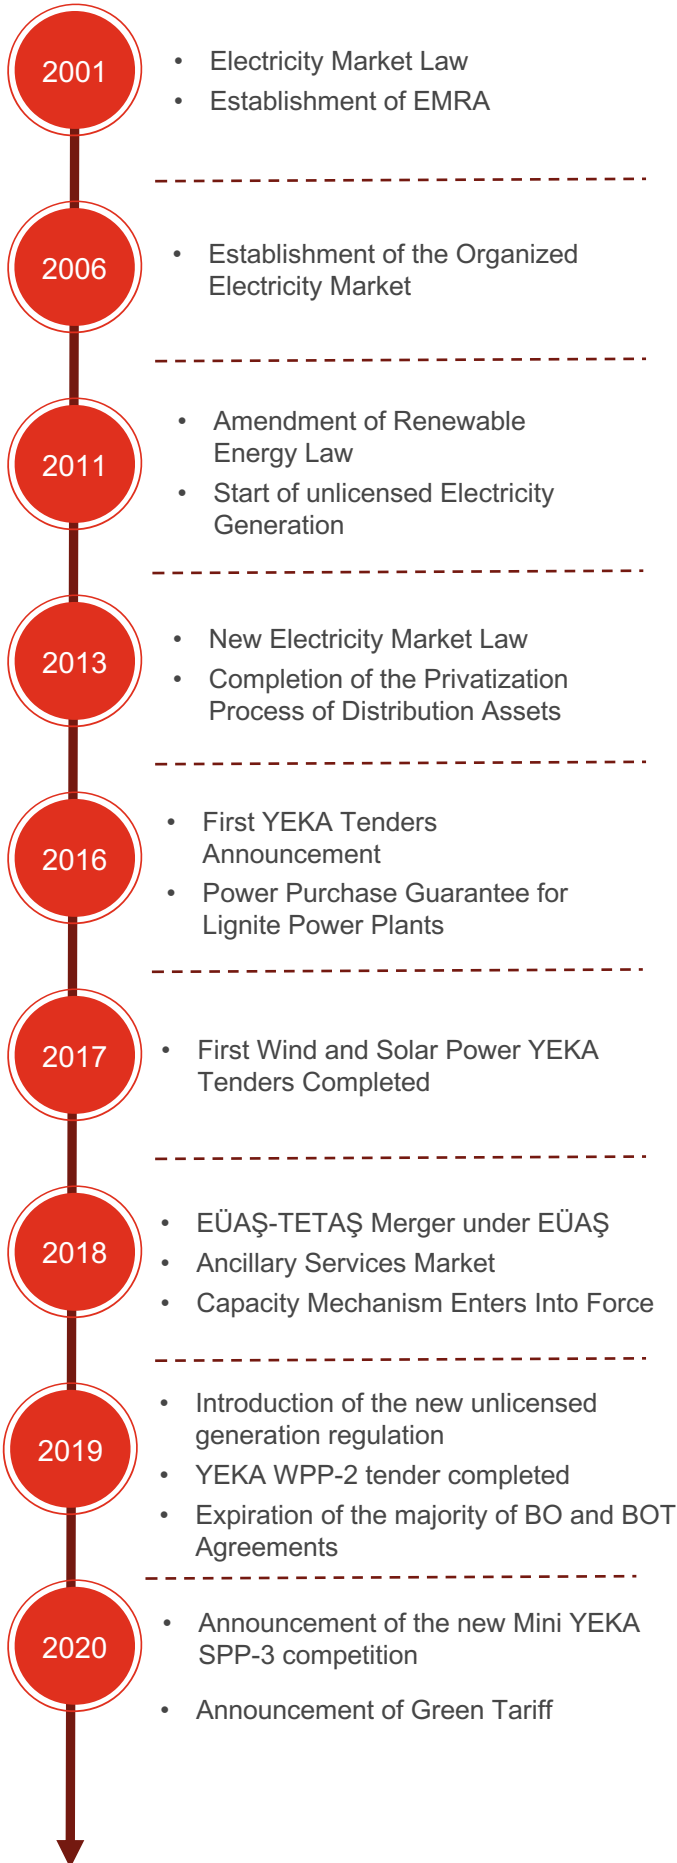 2001
• Electricity Market Law
• Establishment of EMRA
2006
• Establishment of the Organized
Electricity Market
2011
• Amendment of Renewable
Energy Law
• Start of unlicensed Electricity
Generation
2013
• New Electricity Market Law
• Completion of the Privatization
Process of Distribution Assets
2016
• First YEKA Tenders
Announcement
• Power Purchase Guarantee for
Lignite Power Plants
2017
• First Wind and Solar Power YEKA
Tenders Completed
2018
• EÜAŞ-TETAŞ Merger under EÜAŞ
• Ancillary Services Market
• Capacity Mechanism Enters Into Force
2019
• Introduction of the new unlicensed
generation regulation
• YEKA WPP-2 tender completed
• Expiration of the majority of BO and BOT
Agreements
2020
• Announcement of the new Mini YEKA
SPP-3 competition
• Announcement of Green Tariff